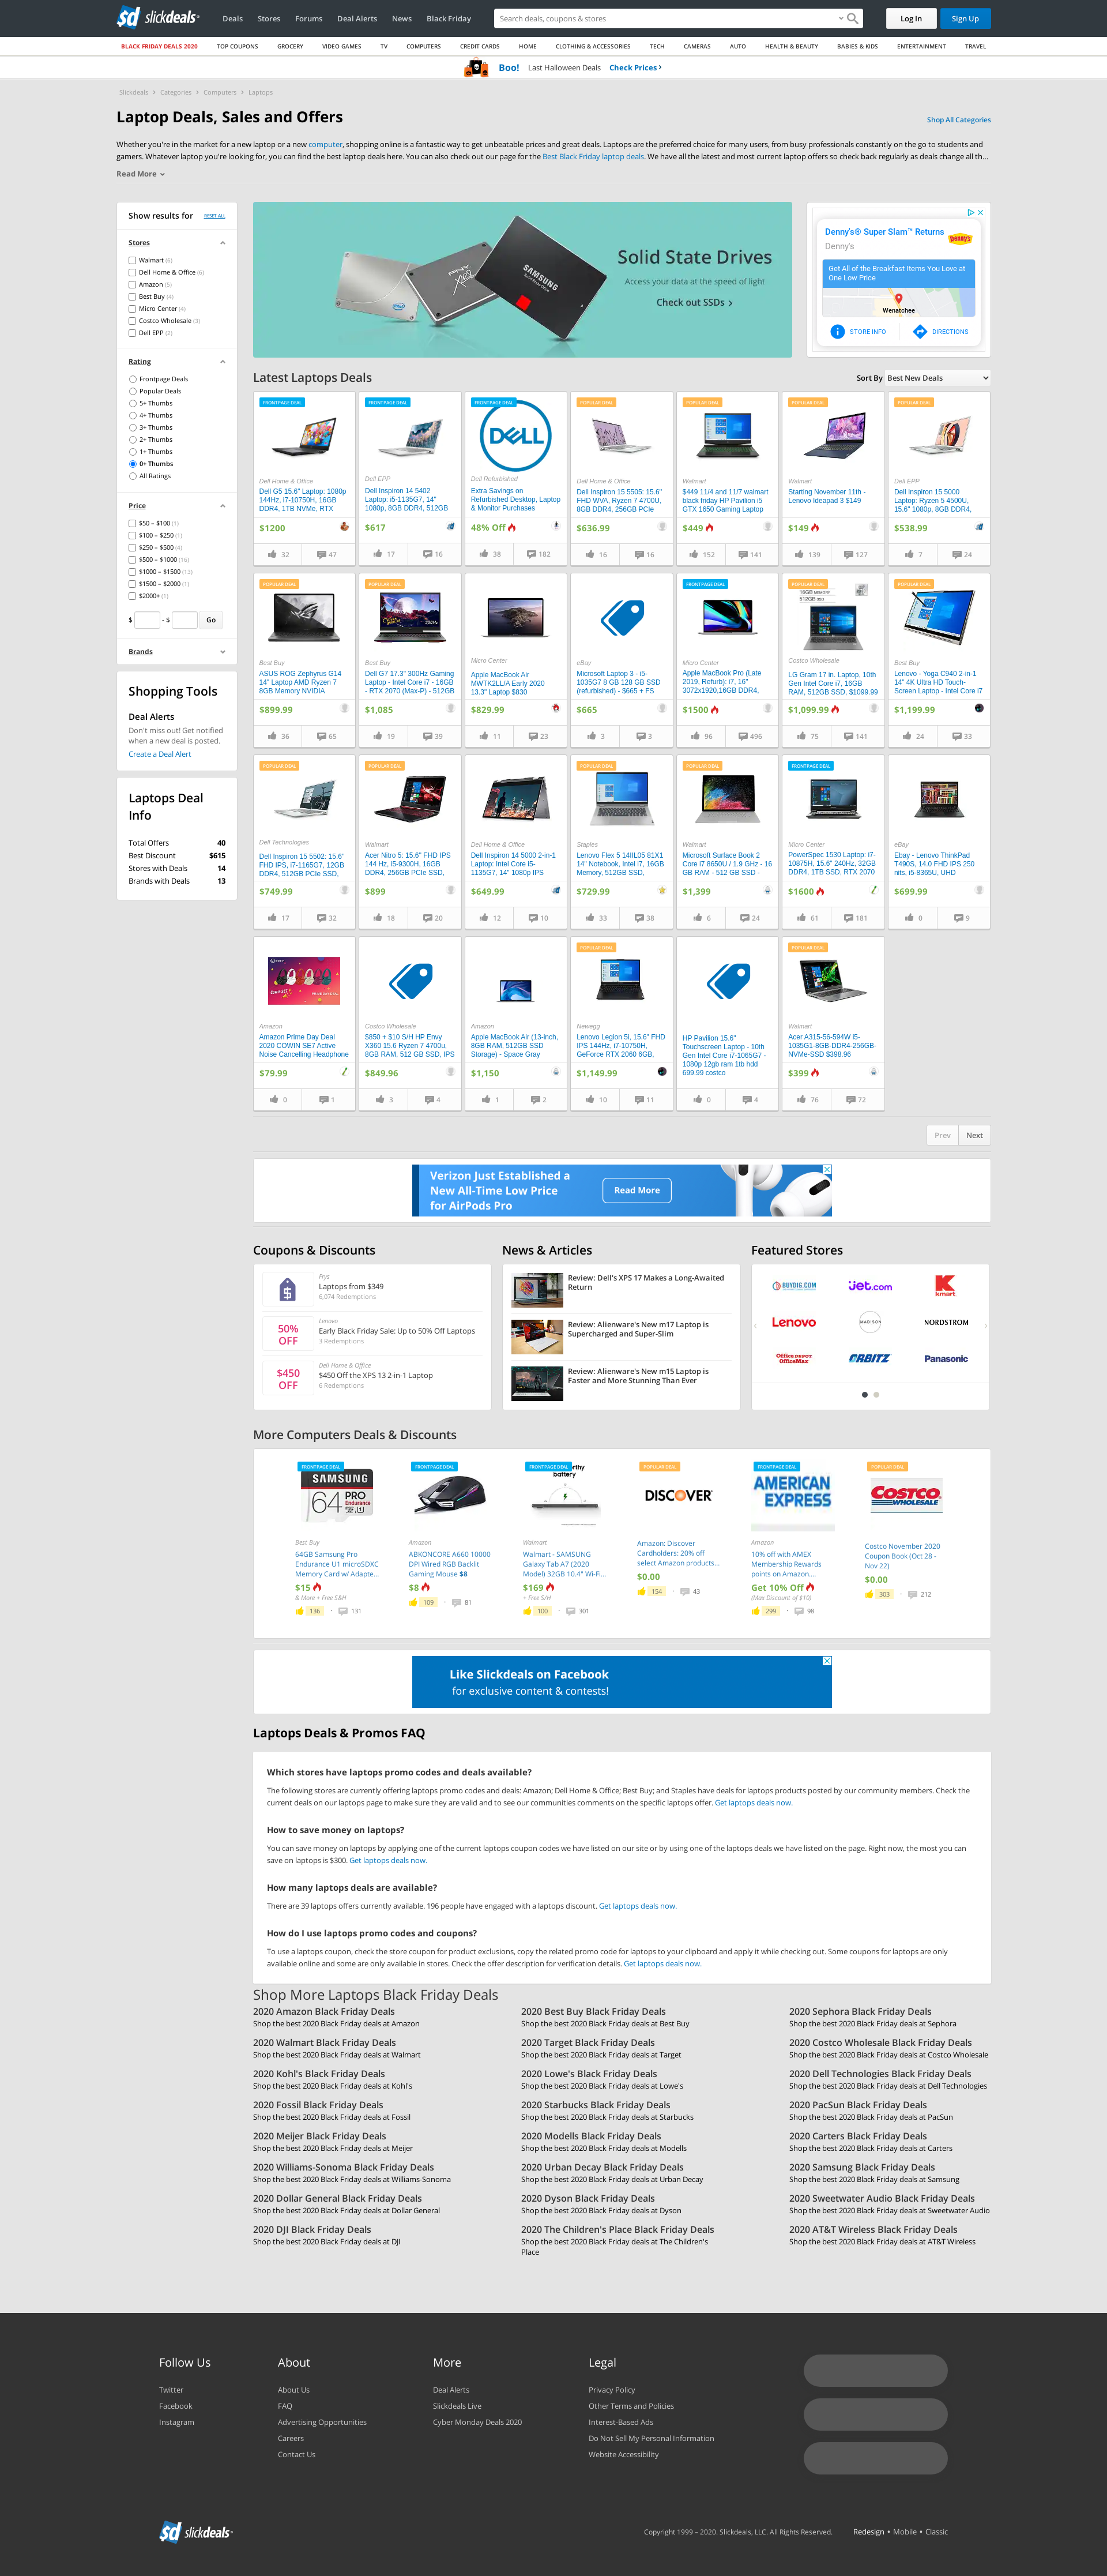 slickdeals
Deals
Stores
Forums
Deal Alerts
News
Black Friday
Search deals, coupons & stores
Log In
Sign Up
BLACK FRIDAY DEALS 2020
TOP COUPONS
GROCERY
VIDEO GAMES
TV
COMPUTERS
CREDIT CARDS
HOME
CLOTHING & ACCESSORIES
TECH
CAMERAS
AUTO
HEALTH & BEAUTY
BABIES & KIDS
ENTERTAINMENT
TRAVEL
Boo! Last Halloween Deals Check Prices ›
Slickdeals › Categories › Computers › Laptops
Laptop Deals, Sales and Offers
Shop All Categories
Whether you're in the market for a new laptop or a new computer, shopping online is a fantastic way to get unbeatable prices and great deals. Laptops are the preferred choice for many users, from busy professionals constantly on the go to students and
gamers. Whatever laptop you're looking for, you can find the best laptop deals here. You can also check out our page for the Best Black Friday laptop deals. We have all the latest and most current laptop offers so check back regularly as deals change all th...
Read More
Show results for
RESET ALL
Stores
Walmart (6)
Dell Home & Office (6)
Amazon (5)
Best Buy (4)
Micro Center (4)
Costco Wholesale (3)
Dell EPP (2)
Rating
Frontpage Deals
Popular Deals
5+ Thumbs
4+ Thumbs
3+ Thumbs
2+ Thumbs
1+ Thumbs
0+ Thumbs
All Ratings
Price
$50 – $100 (1)
$100 – $250 (1)
$250 – $500 (4)
$500 – $1000 (16)
$1000 – $1500 (13)
$1500 – $2000 (1)
$2000+ (1)
$ - $ Go
Brands
Shopping Tools
Deal Alerts
Don't miss out! Get notified
when a new deal is posted.
Create a Deal Alert
Laptops Deal
Info
Total Offers 40
Best Discount $615
Stores with Deals 14
Brands with Deals 13
Solid State Drives
Access your data at the speed of light
Check out SSDs ›
SAMSUNG
PNY
Denny's® Super Slam™ Returns
Denny's
Get All of the Breakfast Items You Love at
One Low Price
Wenatchee
STORE INFO
DIRECTIONS
Latest Laptops Deals
Sort By Best New Deals
FRONTPAGE DEAL
Dell Home & Office
Dell G5 15.6" Laptop: 1080p
144Hz, i7-10750H, 16GB
DDR4, 1TB NVMe, RTX
$1200
32 47
FRONTPAGE DEAL
Dell EPP
Dell Inspiron 14 5402
Laptop: i5-1135G7, 14"
1080p, 8GB DDR4, 512GB
$617
17 16
FRONTPAGE DEAL
DELL
Dell Refurbished
Extra Savings on
Refurbished Desktop, Laptop
& Monitor Purchases
48% Off
38 182
POPULAR DEAL
Dell Home & Office
Dell Inspiron 15 5505: 15.6"
FHD WVA, Ryzen 7 4700U,
8GB DDR4, 256GB PCIe
$636.99
16 16
POPULAR DEAL
Walmart
$449 11/4 and 11/7 walmart
black friday HP Pavilion i5
GTX 1650 Gaming Laptop
$449
152 141
POPULAR DEAL
Walmart
Starting November 11th -
Lenovo Ideapad 3 $149
$149
139 127
POPULAR DEAL
Dell EPP
Dell Inspiron 15 5000
Laptop: Ryzen 5 4500U,
15.6" 1080p, 8GB DDR4,
$538.99
7 24
POPULAR DEAL
Best Buy
ASUS ROG Zephyrus G14
14" Laptop AMD Ryzen 7
8GB Memory NVIDIA
$899.99
36 65
POPULAR DEAL
Best Buy
Dell G7 17.3" 300Hz Gaming
Laptop - Intel Core i7 - 16GB
- RTX 2070 (Max-P) - 512GB
$1,085
19 39
Micro Center
Apple MacBook Air
MWTK2LL/A Early 2020
13.3" Laptop $830
$829.99
11 23
eBay
Microsoft Laptop 3 - i5-
1035G7 8 GB 128 GB SSD
(refurbished) - $665 + FS
$665
3 3
FRONTPAGE DEAL
Micro Center
Apple MacBook Pro (Late
2019, Refurb): i7, 16"
3072x1920,16GB DDR4,
$1500
96 496
POPULAR DEAL
16GB MEMORY
Costco Wholesale
LG Gram 17 in. Laptop, 10th
Gen Intel Core i7, 16GB
RAM, 512GB SSD, $1099.99
$1,099.99
75 141
POPULAR DEAL
Best Buy
Lenovo - Yoga C940 2-in-1
14" 4K Ultra HD Touch-
Screen Laptop - Intel Core i7
$1,199.99
24 33
POPULAR DEAL
Dell Technologies
Dell Inspiron 15 5502: 15.6"
FHD IPS, i7-1165G7, 12GB
DDR4, 512GB PCIe SSD,
$749.99
17 32
POPULAR DEAL
Walmart
Acer Nitro 5: 15.6" FHD IPS
144 Hz, i5-9300H, 16GB
DDR4, 256GB PCIe SSD,
$899
18 20
Dell Home & Office
Dell Inspiron 14 5000 2-in-1
Laptop: Intel Core i5-
1135G7, 14" 1080p IPS
$649.99
12 10
POPULAR DEAL
Staples
Lenovo Flex 5 14IIL05 81X1
14" Notebook, Intel i7, 16GB
Memory, 512GB SSD,
$729.99
33 38
POPULAR DEAL
Walmart
Microsoft Surface Book 2
Core i7 8650U / 1.9 GHz - 16
GB RAM - 512 GB SSD -
$1,399
6 24
FRONTPAGE DEAL
Micro Center
PowerSpec 1530 Laptop: i7-
10875H, 15.6" 240Hz, 32GB
DDR4, 1TB SSD, RTX 2070
$1600
61 181
eBay
Ebay - Lenovo ThinkPad
T490S, 14.0 FHD IPS 250
nits, i5-8365U, UHD
$699.99
0 9
Amazon
Amazon Prime Day Deal
2020 COWIN SE7 Active
Noise Cancelling Headphone
$79.99
0 1
Costco Wholesale
$850 + $10 S/H HP Envy
X360 15.6 Ryzen 7 4700u,
8GB RAM, 512 GB SSD, IPS
$849.96
3 4
Amazon
Apple MacBook Air (13-inch,
8GB RAM, 512GB SSD
Storage) - Space Gray
$1,150
1 2
POPULAR DEAL
Newegg
Lenovo Legion 5i, 15.6" FHD
IPS 144Hz, i7-10750H,
GeForce RTX 2060 6GB,
$1,149.99
10 11
HP Pavilion 15.6"
Touchscreen Laptop - 10th
Gen Intel Core i7-1065G7 -
1080p 12gb ram 1tb hdd
699.99 costco
0 4
POPULAR DEAL
Walmart
Acer A315-56-594W i5-
1035G1-8GB-DDR4-256GB-
NVMe-SSD $398.96
$399
76 72
Prev Next
Verizon Just Established a
New All-Time Low Price
for AirPods Pro
Read More
Coupons & Discounts
Frys
Laptops from $349
6,074 Redemptions
50%
OFF
Lenovo
Early Black Friday Sale: Up to 50% Off Laptops
3 Redemptions
$450
OFF
Dell Home & Office
$450 Off the XPS 13 2-in-1 Laptop
6 Redemptions
News & Articles
Review: Dell's XPS 17 Makes a Long-Awaited
Return
Review: Alienware's New m17 Laptop is
Supercharged and Super-Slim
Review: Alienware's New m15 Laptop is
Faster and More Stunning Than Ever
Featured Stores
BUYDIG.COM
jet.com
kmart
Lenovo
MADISON
NORDSTROM
Office DEPOT
OfficeMax
ORBITZ
Panasonic
More Computers Deals & Discounts
FRONTPAGE DEAL
SAMSUNG
64 PRO
Endurance
Best Buy
64GB Samsung Pro
Endurance U1 microSDXC
Memory Card w/ Adapte...
$15
& More + Free S&H
136 • 131
FRONTPAGE DEAL
Amazon
ABKONCORE A660 10000
DPI Wired RGB Backlit
Gaming Mouse $8
$8
109 • 81
FRONTPAGE DEAL
battery
Walmart
Walmart - SAMSUNG
Galaxy Tab A7 (2020
Model) 32GB 10.4" Wi-Fi...
$169
+ Free S/H
100 • 301
POPULAR DEAL
DISCOVER
Amazon: Discover
Cardholders: 20% off
select Amazon products...
$0.00
154 • 43
FRONTPAGE DEAL
AMERICAN
EXPRESS
Amazon
10% off with AMEX
Membership Rewards
points on Amazon....
Get 10% Off
(Max Discount of $10)
299 • 98
POPULAR DEAL
COSTCO
WHOLESALE
Costco November 2020
Coupon Book (Oct 28 -
Nov 22)
$0.00
303 • 212
Like Slickdeals on Facebook
for exclusive content & contests!
Laptops Deals & Promos FAQ
Which stores have laptops promo codes and deals available?
The following stores are currently offering laptops promo codes and deals: Amazon; Dell Home & Office; Best Buy; and Staples have deals for laptops products posted by our community members. Check the
current deals on our laptops page to make sure they are valid and to see our communities comments on the specific laptops offer. Get laptops deals now.
How to save money on laptops?
You can save money on laptops by applying one of the current laptops coupon codes we have listed on our site or by using one of the laptops deals we have listed on the page. Right now, the most you can
save on laptops is $300. Get laptops deals now.
How many laptops deals are available?
There are 39 laptops offers currently available. 196 people have engaged with a laptops discount. Get laptops deals now.
How do I use laptops promo codes and coupons?
To use a laptops coupon, check the store coupon for product exclusions, copy the related promo code for laptops to your clipboard and apply it while checking out. Some coupons for laptops are only
available online and some are only available in stores. Check the offer description for verification details. Get laptops deals now.
Shop More Laptops Black Friday Deals
2020 Amazon Black Friday Deals
Shop the best 2020 Black Friday deals at Amazon
2020 Best Buy Black Friday Deals
Shop the best 2020 Black Friday deals at Best Buy
2020 Sephora Black Friday Deals
Shop the best 2020 Black Friday deals at Sephora
2020 Walmart Black Friday Deals
Shop the best 2020 Black Friday deals at Walmart
2020 Target Black Friday Deals
Shop the best 2020 Black Friday deals at Target
2020 Costco Wholesale Black Friday Deals
Shop the best 2020 Black Friday deals at Costco Wholesale
2020 Kohl's Black Friday Deals
Shop the best 2020 Black Friday deals at Kohl's
2020 Lowe's Black Friday Deals
Shop the best 2020 Black Friday deals at Lowe's
2020 Dell Technologies Black Friday Deals
Shop the best 2020 Black Friday deals at Dell Technologies
2020 Fossil Black Friday Deals
Shop the best 2020 Black Friday deals at Fossil
2020 Starbucks Black Friday Deals
Shop the best 2020 Black Friday deals at Starbucks
2020 PacSun Black Friday Deals
Shop the best 2020 Black Friday deals at PacSun
2020 Meijer Black Friday Deals
Shop the best 2020 Black Friday deals at Meijer
2020 Modells Black Friday Deals
Shop the best 2020 Black Friday deals at Modells
2020 Carters Black Friday Deals
Shop the best 2020 Black Friday deals at Carters
2020 Williams-Sonoma Black Friday Deals
Shop the best 2020 Black Friday deals at Williams-Sonoma
2020 Urban Decay Black Friday Deals
Shop the best 2020 Black Friday deals at Urban Decay
2020 Samsung Black Friday Deals
Shop the best 2020 Black Friday deals at Samsung
2020 Dollar General Black Friday Deals
Shop the best 2020 Black Friday deals at Dollar General
2020 Dyson Black Friday Deals
Shop the best 2020 Black Friday deals at Dyson
2020 Sweetwater Audio Black Friday Deals
Shop the best 2020 Black Friday deals at Sweetwater Audio
2020 DJI Black Friday Deals
Shop the best 2020 Black Friday deals at DJI
2020 The Children's Place Black Friday Deals
Shop the best 2020 Black Friday deals at The Children's
Place
2020 AT&T Wireless Black Friday Deals
Shop the best 2020 Black Friday deals at AT&T Wireless
Follow Us
Twitter
Facebook
Instagram
About
About Us
FAQ
Advertising Opportunities
Careers
Contact Us
More
Deal Alerts
Slickdeals Live
Cyber Monday Deals 2020
Legal
Privacy Policy
Other Terms and Policies
Interest-Based Ads
Do Not Sell My Personal Information
Website Accessibility
slickdeals
Copyright 1999 – 2020. Slickdeals, LLC. All Rights Reserved.
Redesign • Mobile • Classic